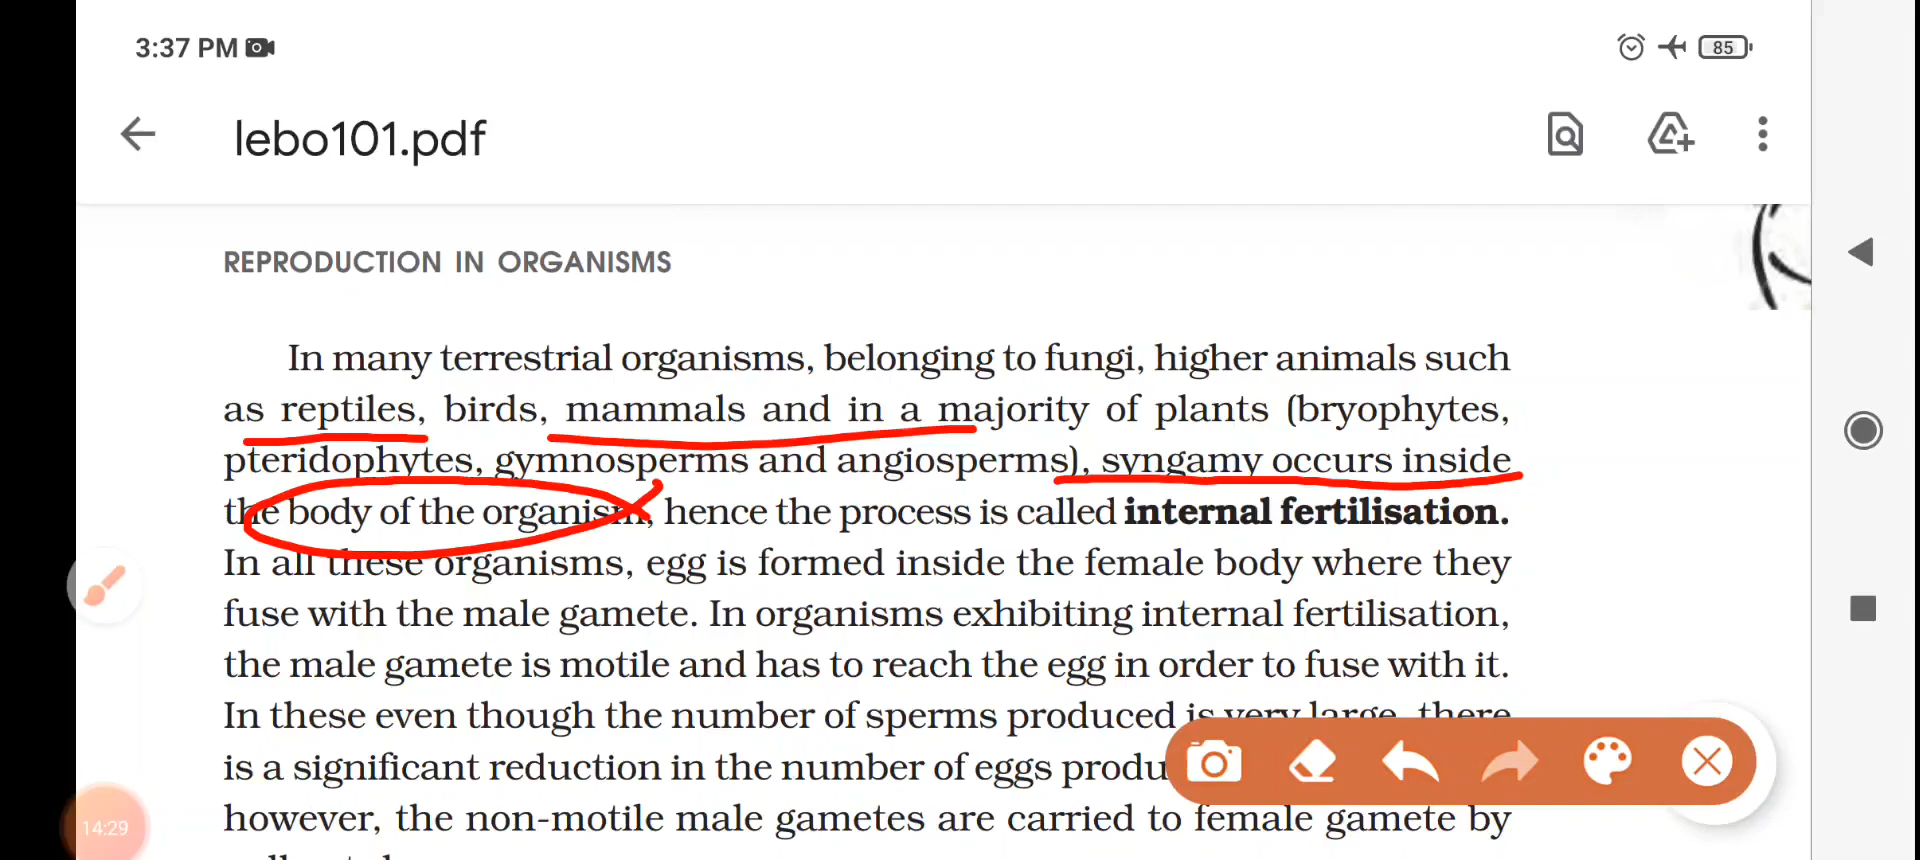 3:37 PM
85
lebo101.pdf
REPRODUCTION IN ORGANISMS
In many terrestrial organisms, belonging to fungi, higher animals such
as reptiles, birds, mammals and in a majority of plants (bryophytes,
pteridophytes, gymnosperms and angiosperms), syngamy occurs inside
the body of the organism, hence the process is called internal fertilisation.
In all these organisms, egg is formed inside the female body where they
fuse with the male gamete. In organisms exhibiting internal fertilisation,
the male gamete is motile and has to reach the egg in order to fuse with it.
In these even though the number of sperms produced is very large, there
is a significant reduction in the number of eggs produ
14:29
however, the non-motile male gametes are carried to female gamete by